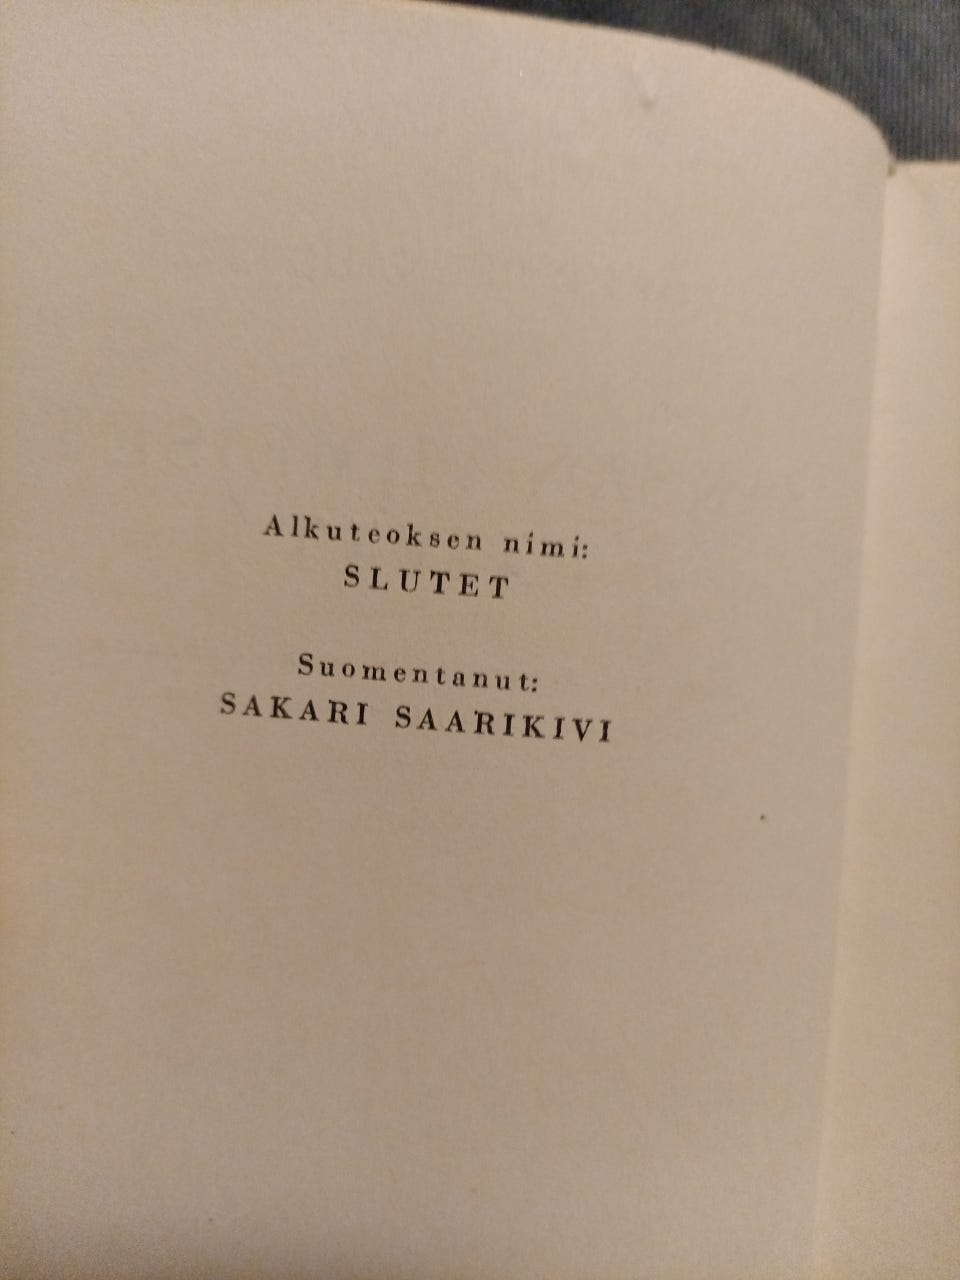 Alkuteoksen nimi:
SLUTET
Suomentanut:
SAKARI SAARIKIVI